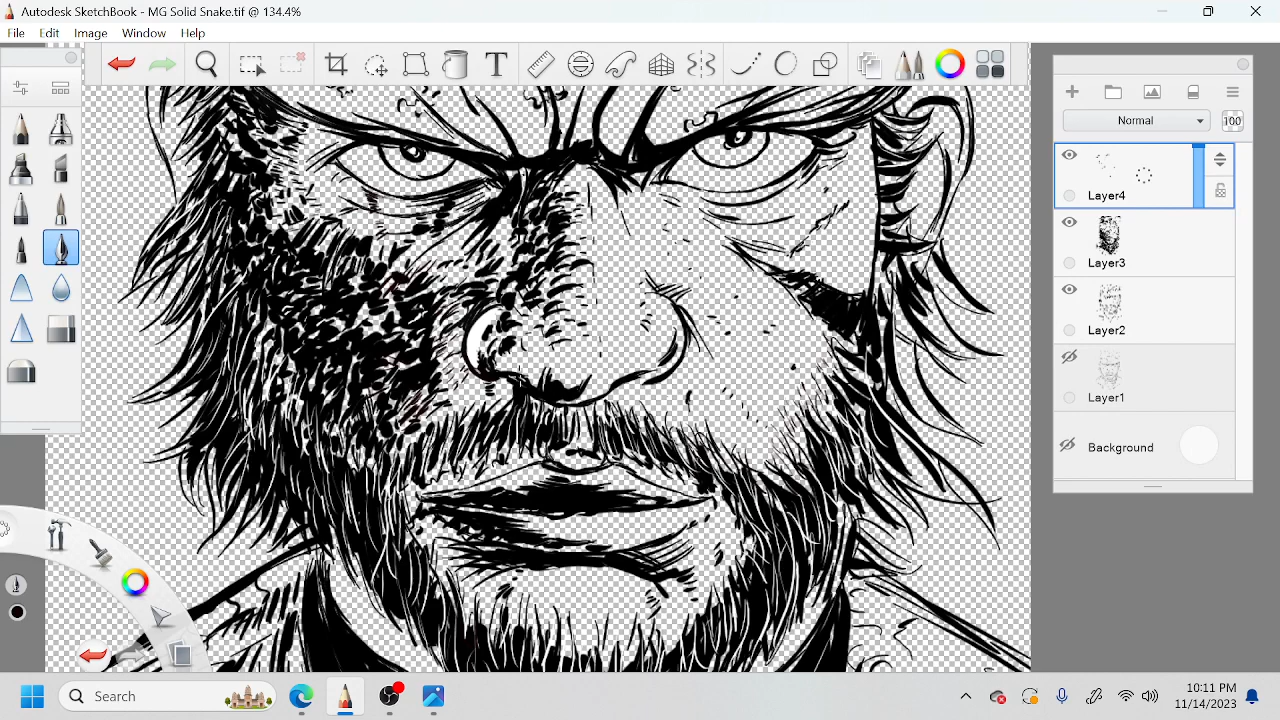 Autodesk SketchBook - MG Solid Snake.tif @ 134.4%
File Edit Image Window Help
T
Normal 100
Layer4
Layer3
Layer2
Layer1
Background
Search
10:11 PM
11/14/2023